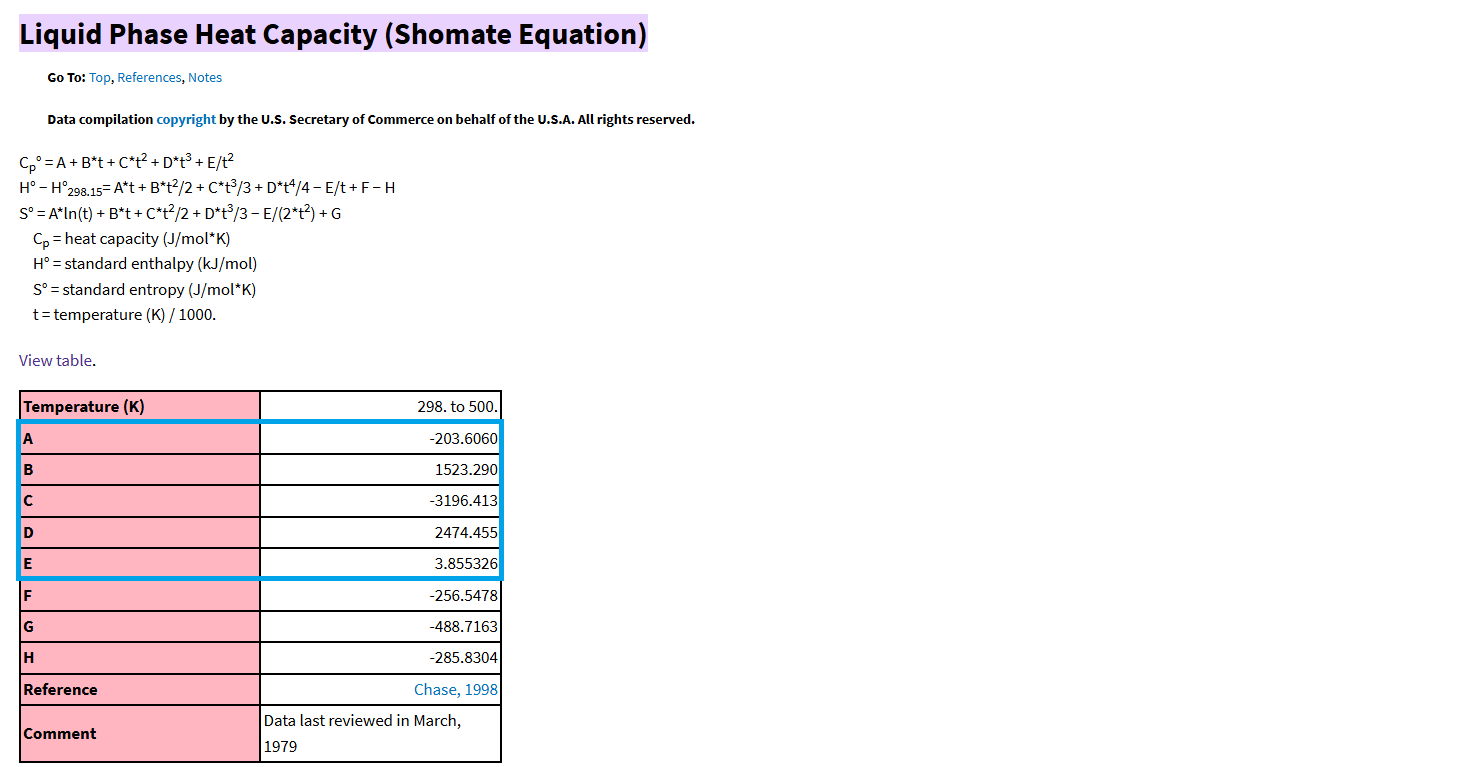 Liquid Phase Heat Capacity (Shomate Equation)
Go To: Top, References, Notes
Data compilation copyright by the U.S. Secretary of Commerce on behalf of the U.S.A. All rights reserved.
Cp° = A + B*t + C*t² + D*t³ + E/t²
H° − H°298.15= A*t + B*t²/2 + C*t³/3 + D*t⁴/4 − E/t + F − H
S° = A*ln(t) + B*t + C*t²/2 + D*t³/3 − E/(2*t²) + G
Cp = heat capacity (J/mol*K)
H° = standard enthalpy (kJ/mol)
S° = standard entropy (J/mol*K)
t = temperature (K) / 1000.
View table.
Temperature (K) 298. to 500.
A -203.6060
B 1523.290
C -3196.413
D 2474.455
E 3.855326
F -256.5478
G -488.7163
H -285.8304
Reference Chase, 1998
Comment Data last reviewed in March,
1979